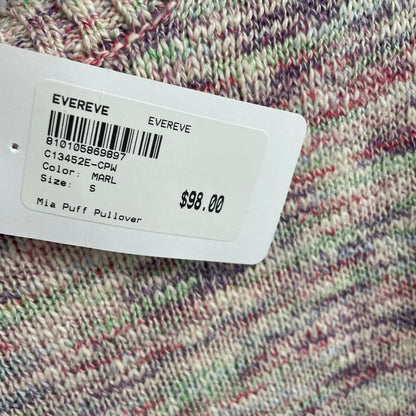 EVEREVE EVEREVE
810105869897
C13452E-CPW
Color: MARL
Size: S
$98.00
Mia Puff Pullover